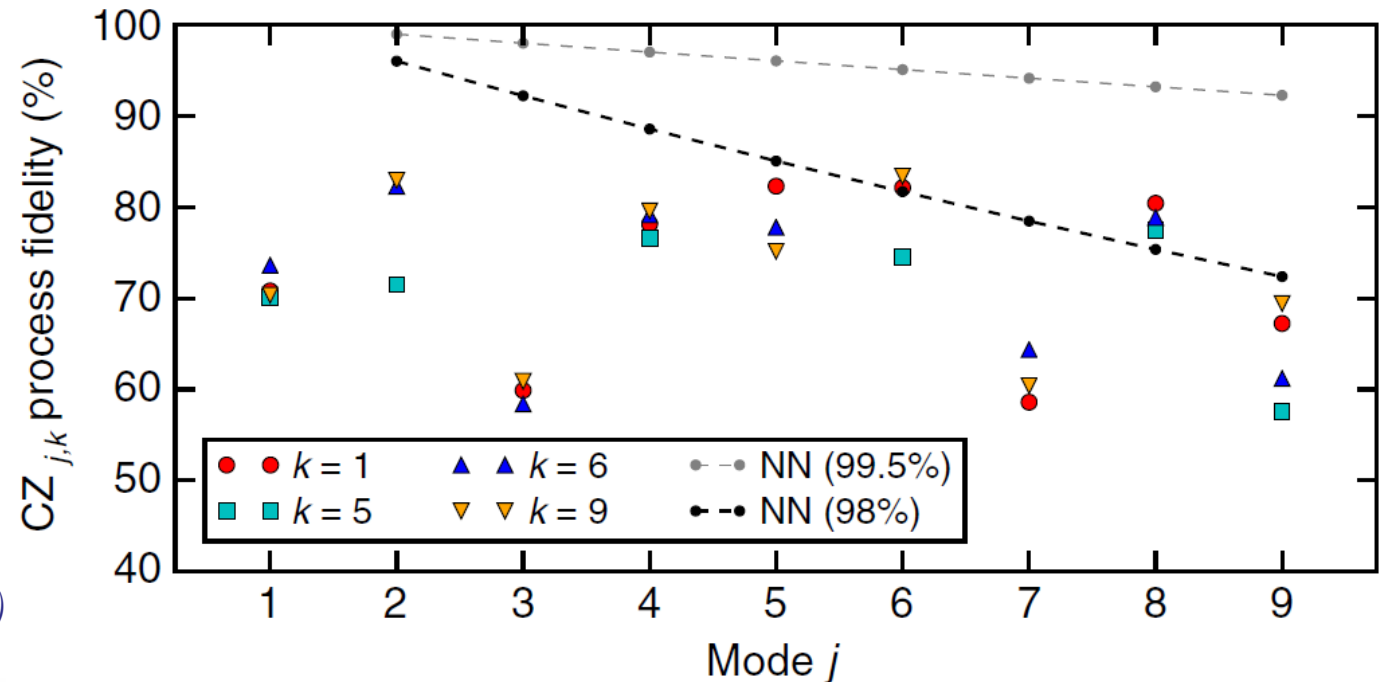 CZ j,k process fidelity (%)
100
90
80
70
60
50
40
k = 1
k = 6
NN (99.5%)
k = 5
k = 9
NN (98%)
)
1 2 3 4 5 6 7 8 9
Mode j